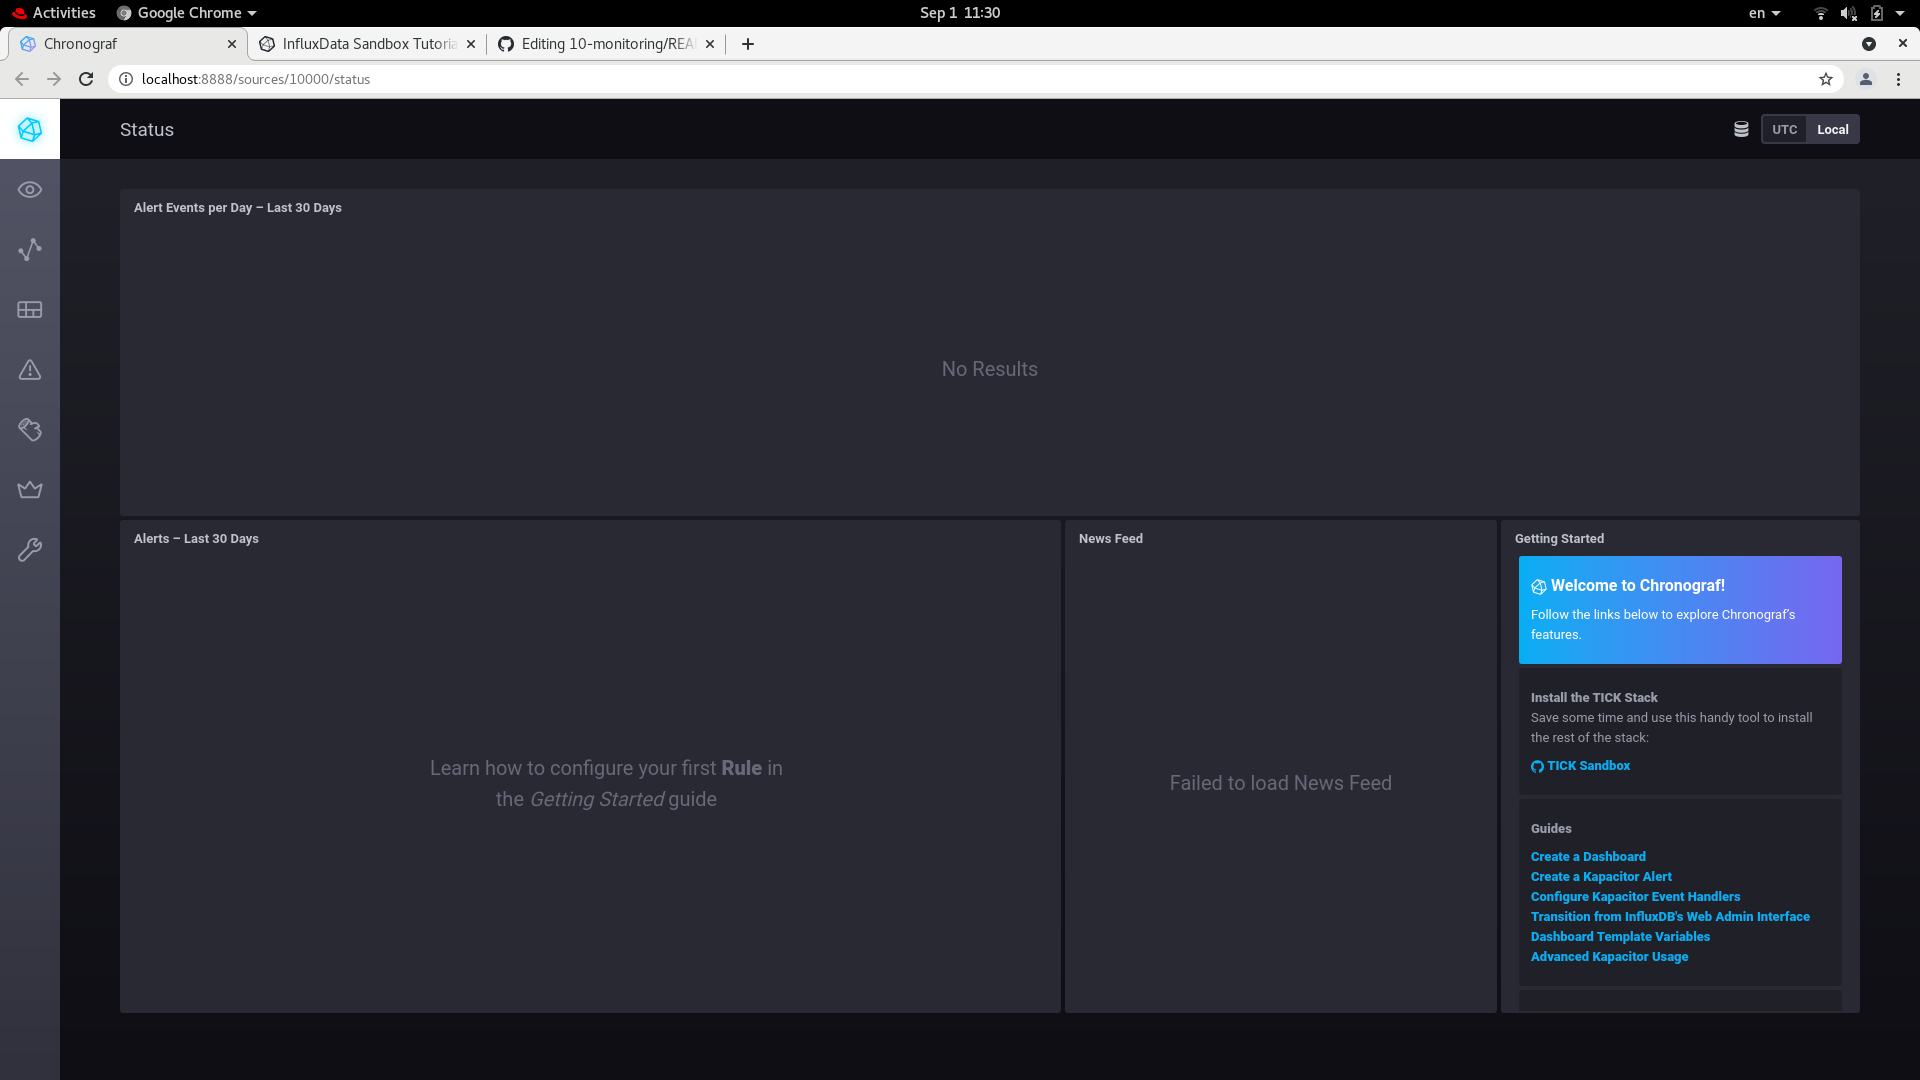 Activities
Google Chrome
Sep 1 11:30
en
Chronograf
InfluxData Sandbox Tutoria
Editing 10-monitoring/REA
localhost:8888/sources/10000/status
Status
UTC
Local
Alert Events per Day – Last 30 Days
No Results
Alerts – Last 30 Days
Learn how to configure your first Rule in
the Getting Started guide
News Feed
Failed to load News Feed
Getting Started
Welcome to Chronograf!
Follow the links below to explore Chronograf’s
features.
Install the TICK Stack
Save some time and use this handy tool to install
the rest of the stack:
TICK Sandbox
Guides
Create a Dashboard
Create a Kapacitor Alert
Configure Kapacitor Event Handlers
Transition from InfluxDB's Web Admin Interface
Dashboard Template Variables
Advanced Kapacitor Usage